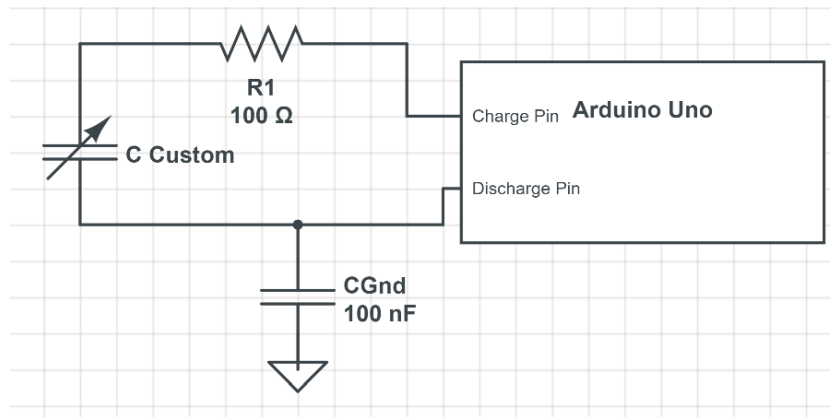 R1
100 Ω
Charge Pin
Arduino Uno
C Custom
Discharge Pin
CGnd
100 nF